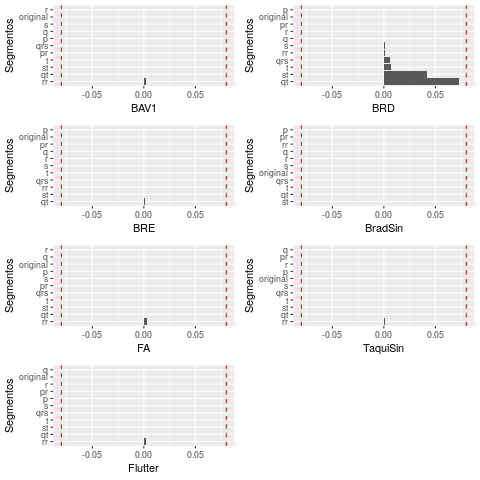 Segmentos
r
original
s
q
p
qrs
pr
t
st
qt
rr
-0.05 0.00 0.05
BAV1
Segmentos
p
original
pr
r
q
s
rr
qrs
t
st
qt
-0.05 0.00 0.05
BRD
Segmentos
p
original
pr
q
r
s
qrs
t
rr
st
qt
-0.05 0.00 0.05
BRE
Segmentos
p
pr
rr
q
r
s
original
qrs
t
qt
st
-0.05 0.00 0.05
BradSin
Segmentos
r
q
original
p
s
pr
qrs
t
st
qt
rr
-0.05 0.00 0.05
FA
Segmentos
q
pr
r
p
original
s
qrs
t
st
qt
rr
-0.05 0.00 0.05
TaquiSin
Segmentos
q
original
r
pr
p
s
qrs
t
st
qt
rr
-0.05 0.00 0.05
Flutter